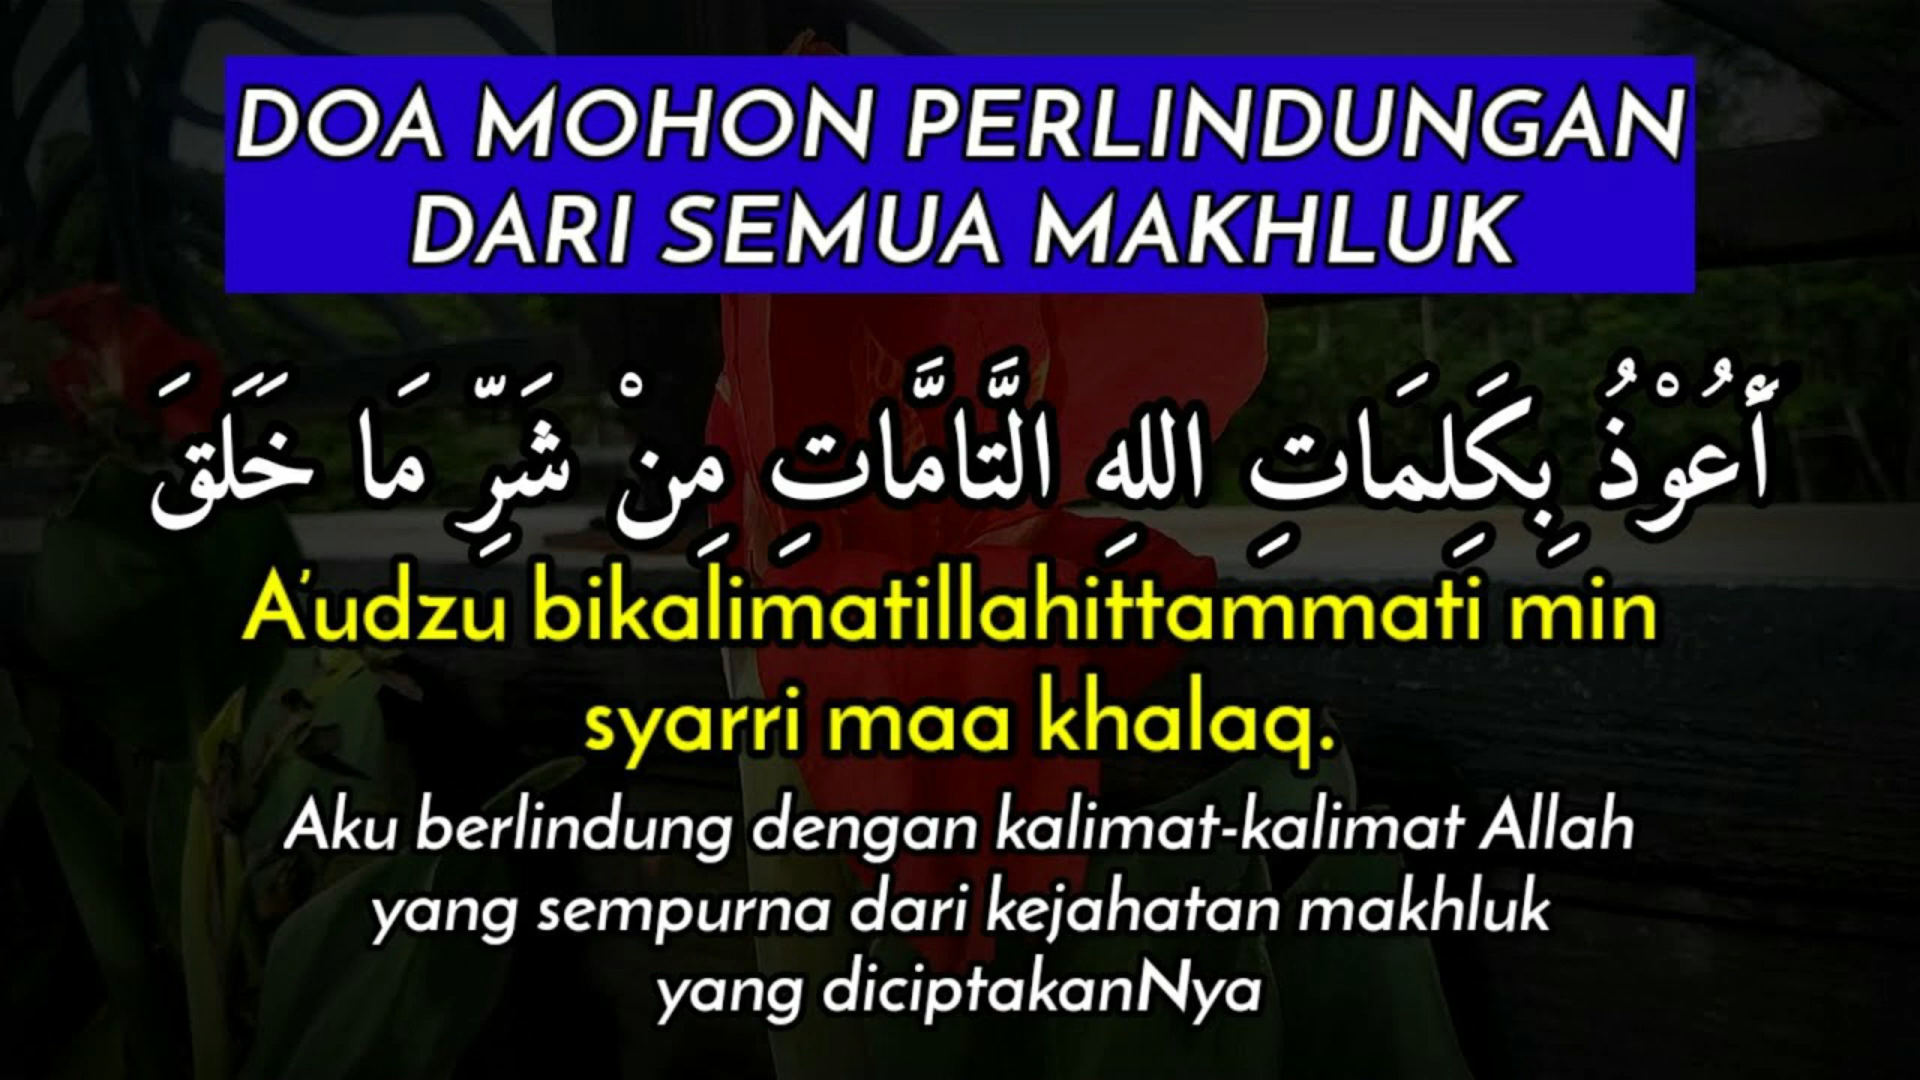 DOA MOHON PERLINDUNGAN
DARI SEMUA MAKHLUK
أَعُوْذُ بِكَلِمَاتِ اللهِ التَّامَّاتِ مِنْ شَرِّ مَا خَلَقَ
A'udzu bikalimatillahittammati min
syarri maa khalaq.
Aku berlindung dengan kalimat-kalimat Allah
yang sempurna dari kejahatan makhluk
yang diciptakanNya